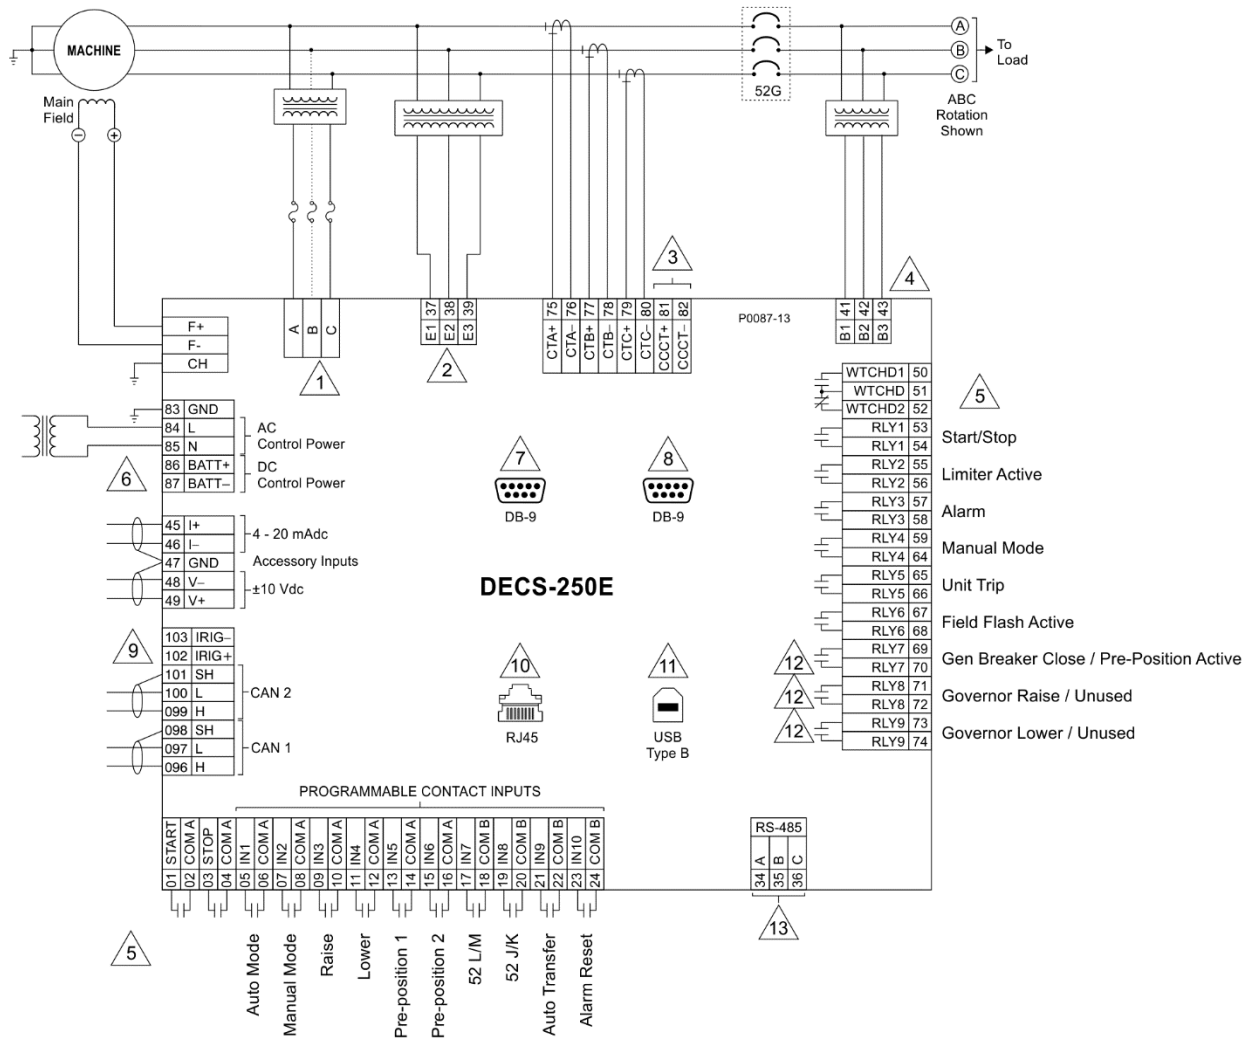 MACHINE
Main
Field
−
+
52G
A
B
C
To
Load
ABC
Rotation
Shown
3
4
F+
F-
CH
A
B
C
1
E1 37
E2 38
E3 39
2
CTA+ 75
CTA– 76
CTB+ 77
CTB– 78
CTC+ 79
CTC– 80
CCCT+ 81
CCCT– 82
P0087-13
B1 41
B2 42
B3 43
83 GND
84 L
85 N
86 BATT+
87 BATT–
AC
Control Power
DC
Control Power
6
45 I+
46 I–
47 GND
48 V–
49 V+
4 - 20 mAdc
Accessory Inputs
±10 Vdc
9
103 IRIG–
102 IRIG+
101 SH
100 L
099 H
098 SH
097 L
096 H
CAN 2
CAN 1
7
DB-9
8
DB-9
DECS-250E
10
RJ45
11
USB
Type B
WTCHD1 50
WTCHD 51
WTCHD2 52
5
RLY1 53
RLY1 54
Start/Stop
RLY2 55
RLY2 56
Limiter Active
RLY3 57
RLY3 58
Alarm
RLY4 59
RLY4 64
Manual Mode
RLY5 65
RLY5 66
Unit Trip
RLY6 67
RLY6 68
Field Flash Active
12
RLY7 69
RLY7 70
Gen Breaker Close / Pre-Position Active
12
RLY8 71
RLY8 72
Governor Raise / Unused
12
RLY9 73
RLY9 74
Governor Lower / Unused
PROGRAMMABLE CONTACT INPUTS
01 START
02 COM A
03 STOP
04 COM A
05 IN1
06 COM A
07 IN2
08 COM A
09 IN3
10 COM A
11 IN4
12 COM A
13 IN5
14 COM A
15 IN6
16 COM A
17 IN7
18 COM B
19 IN8
20 COM B
21 IN9
22 COM B
23 IN10
24 COM B
RS-485
34 A
35 B
36 C
13
5
Auto Mode
Manual Mode
Raise
Lower
Pre-position 1
Pre-position 2
52 L/M
52 J/K
Auto Transfer
Alarm Reset